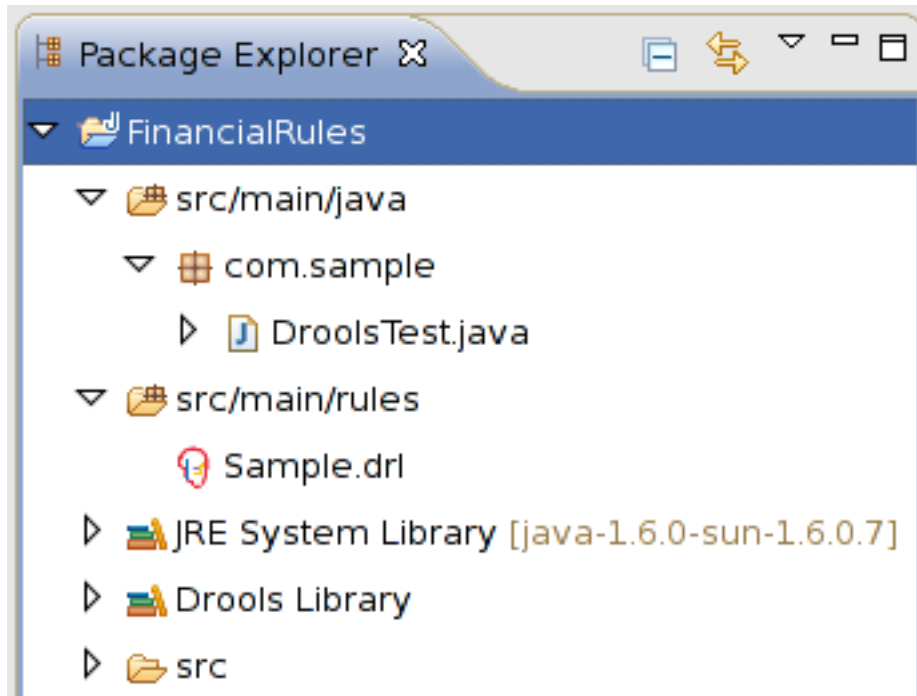 Package Explorer
FinancialRules
src/main/java
com.sample
DroolsTest.java
src/main/rules
Sample.drl
JRE System Library [java-1.6.0-sun-1.6.0.7]
Drools Library
src